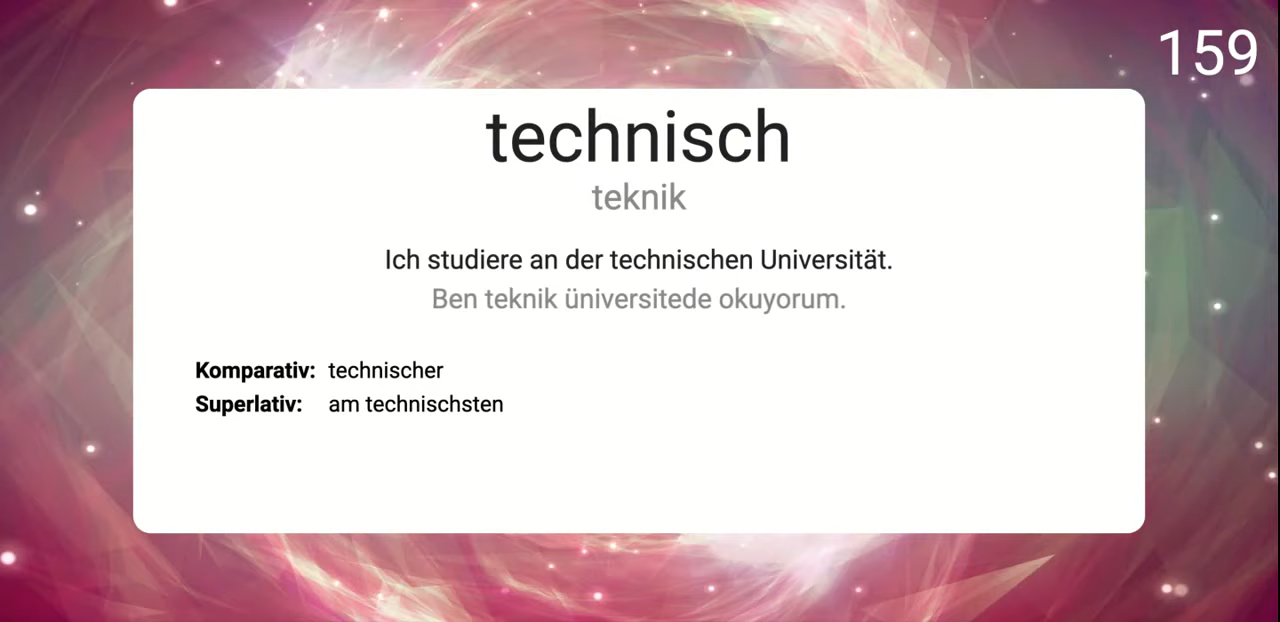 159
technisch
teknik
Ich studiere an der technischen Universität.
Ben teknik üniversitede okuyorum.
Komparativ: technischer
Superlativ: am technischsten